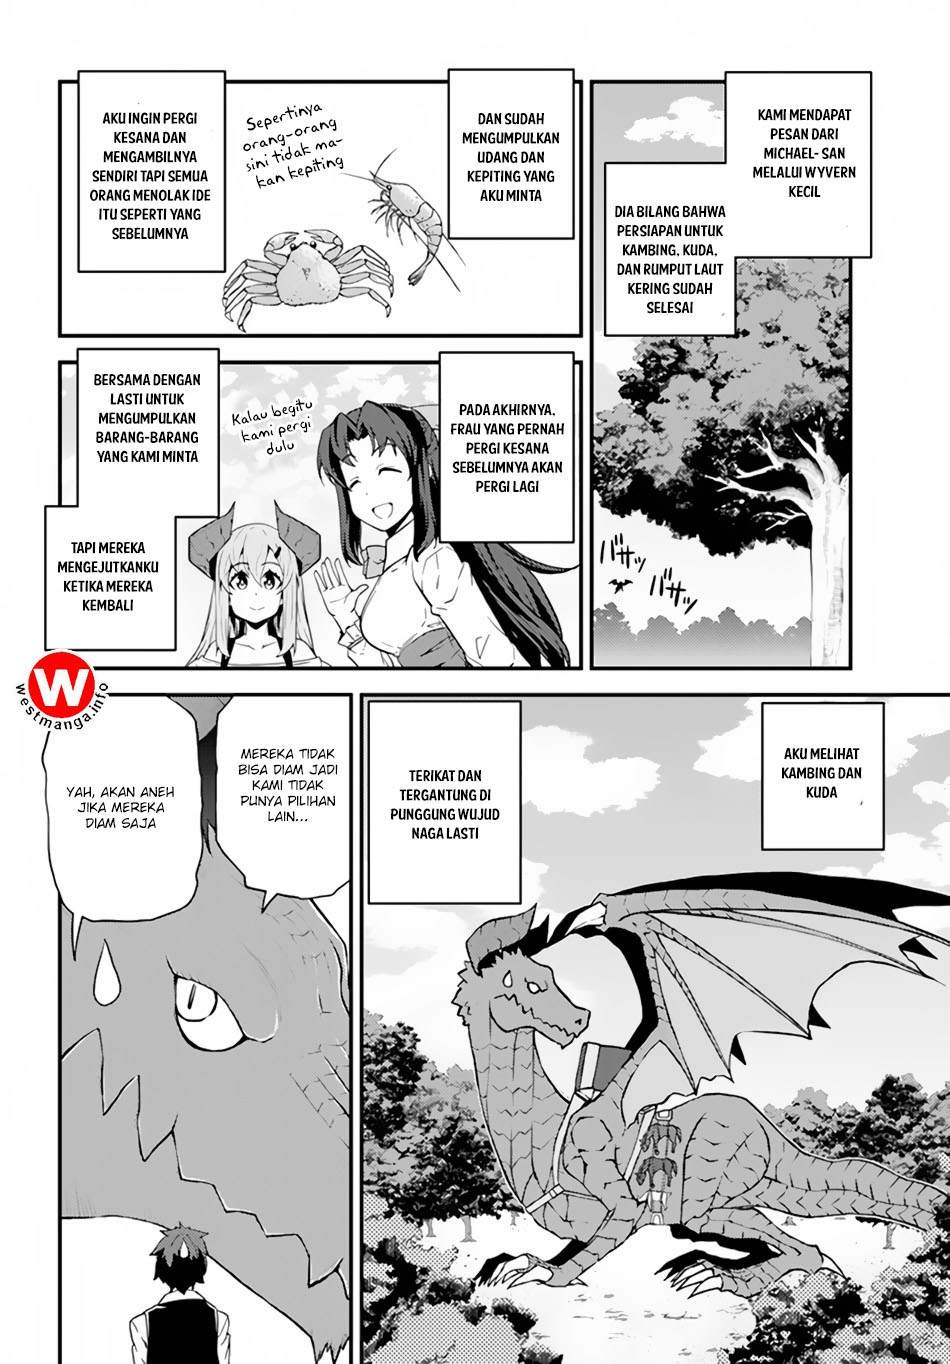 KAMI MENDAPAT
PESAN DARI
MICHAEL- SAN
MELALUI WYVERN
KECIL
DIA BILANG BAHWA
PERSIAPAN UNTUK
KAMBING, KUDA,
DAN RUMPUT LAUT
KERING SUDAH
SELESAI
バサッ
バサッ
DAN SUDAH
MENGUMPULKAN
UDANG DAN
KEPITING YANG
AKU MINTA
Sepertinya
orang-orang
sini tidak ma-
kan kepiting
AKU INGIN PERGI
KESANA DAN
MENGAMBILNYA
SENDIRI TAPI SEMUA
ORANG MENOLAK IDE
ITU SEPERTI YANG
SEBELUMNYA
PADA AKHIRNYA,
FRAU YANG PERNAH
PERGI KESANA
SEBELUMNYA AKAN
PERGI LAGI
Kalau begitu
kami pergi
dulu
BERSAMA DENGAN
LASTI UNTUK
MENGUMPULKAN
BARANG-BARANG
YANG KAMI MINTA
TAPI MEREKA
MENGEJUTKANKU
KETIKA MEREKA
KEMBALI
W
westmanga.info
AKU MELIHAT
KAMBING DAN
KUDA
TERIKAT DAN
TERGANTUNG DI
PUNGGUNG WUJUD
NAGA LASTI
MEREKA TIDAK
BISA DIAM JADI
KAMI TIDAK
PUNYA PILIHAN
LAIN...
YAH, AKAN ANEH
JIKA MEREKA
DIAM SAJA